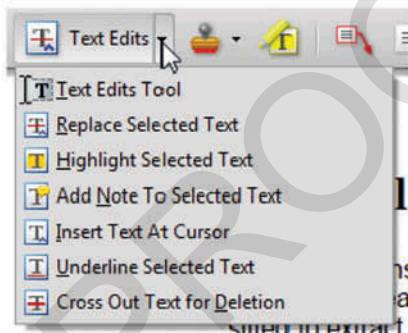 Text Edits
Text Edits Tool
Replace Selected Text
Highlight Selected Text
Add Note To Selected Text
Insert Text At Cursor
Underline Selected Text
Cross Out Text for Deletion